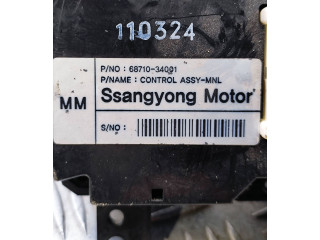 110324
P/NO : 68710-34001
P/NAME : CONTROL ASSY-MNL
MM
Ssangyong Motor
S/NO :